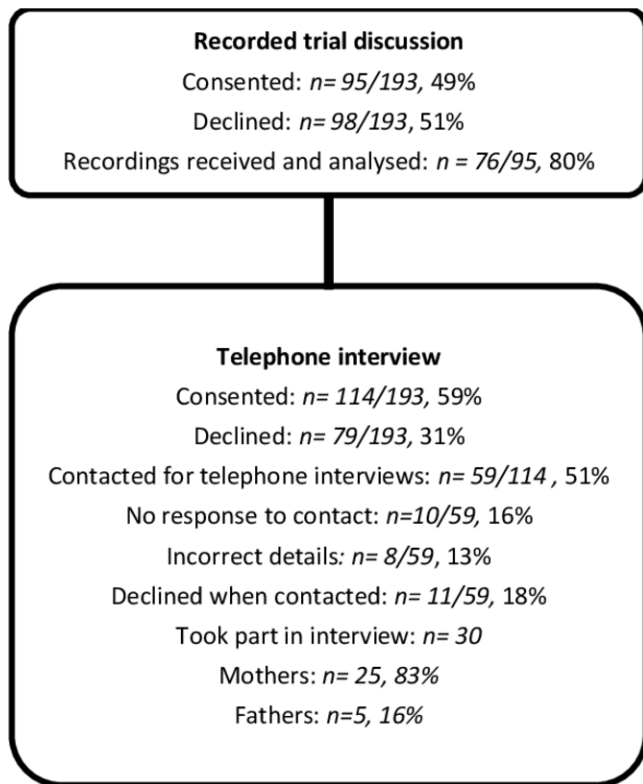 Recorded trial discussion
Consented: n= 95/193, 49%
Declined: n= 98/193, 51%
Recordings received and analysed: n = 76/95, 80%
Telephone interview
Consented: n= 114/193, 59%
Declined: n= 79/193, 31%
Contacted for telephone interviews: n= 59/114 , 51%
No response to contact: n=10/59, 16%
Incorrect details: n= 8/59, 13%
Declined when contacted: n= 11/59, 18%
Took part in interview: n= 30
Mothers: n= 25, 83%
Fathers: n=5, 16%